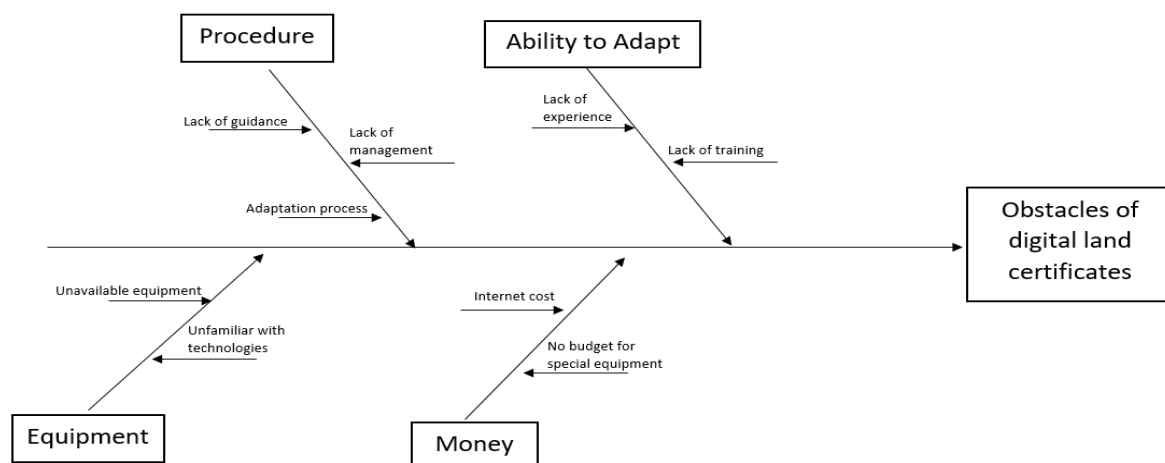 Procedure
Ability to Adapt
Lack of guidance
Lack of
management
Adaptation process
Lack of
experience
Lack of training
Obstacles of
digital land
certificates
Unavailable equipment
Unfamiliar with
technologies
Internet cost
No budget for
special equipment
Equipment
Money